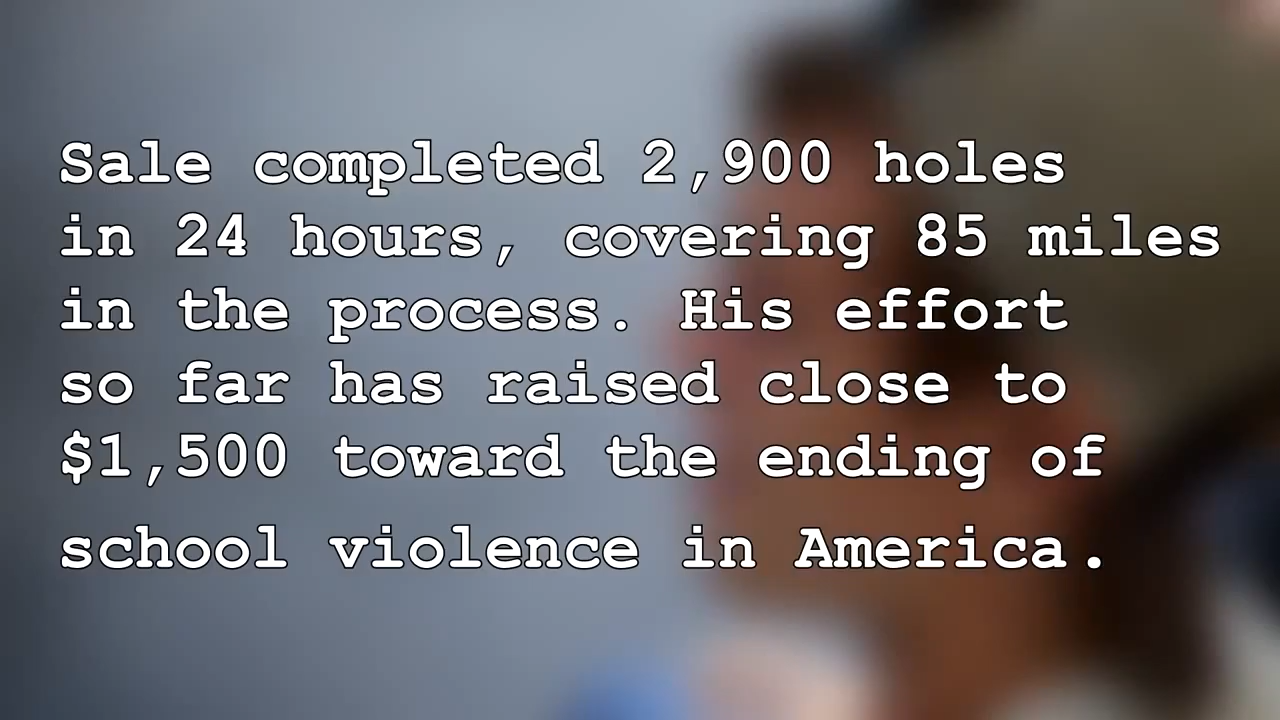 Sale completed 2,900 holes
in 24 hours, covering 85 miles
in the process. His effort
so far has raised close to
$1,500 toward the ending of
school violence in America.